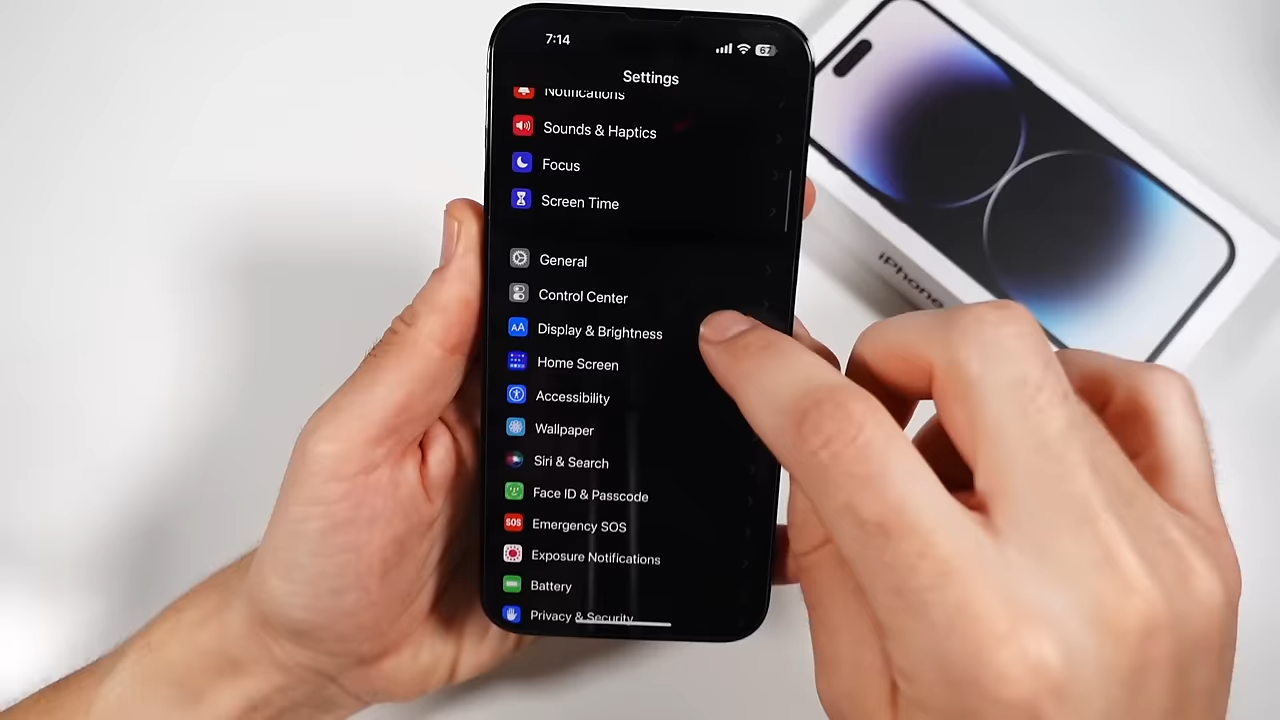 7:14
67
Settings
Notifications
Sounds & Haptics
Focus
Screen Time
General
Control Center
AA
Display & Brightness
Home Screen
Accessibility
Wallpaper
Siri & Search
Face ID & Passcode
SOS
Emergency SOS
Exposure Notifications
Battery
Privacy & Security
iPhone